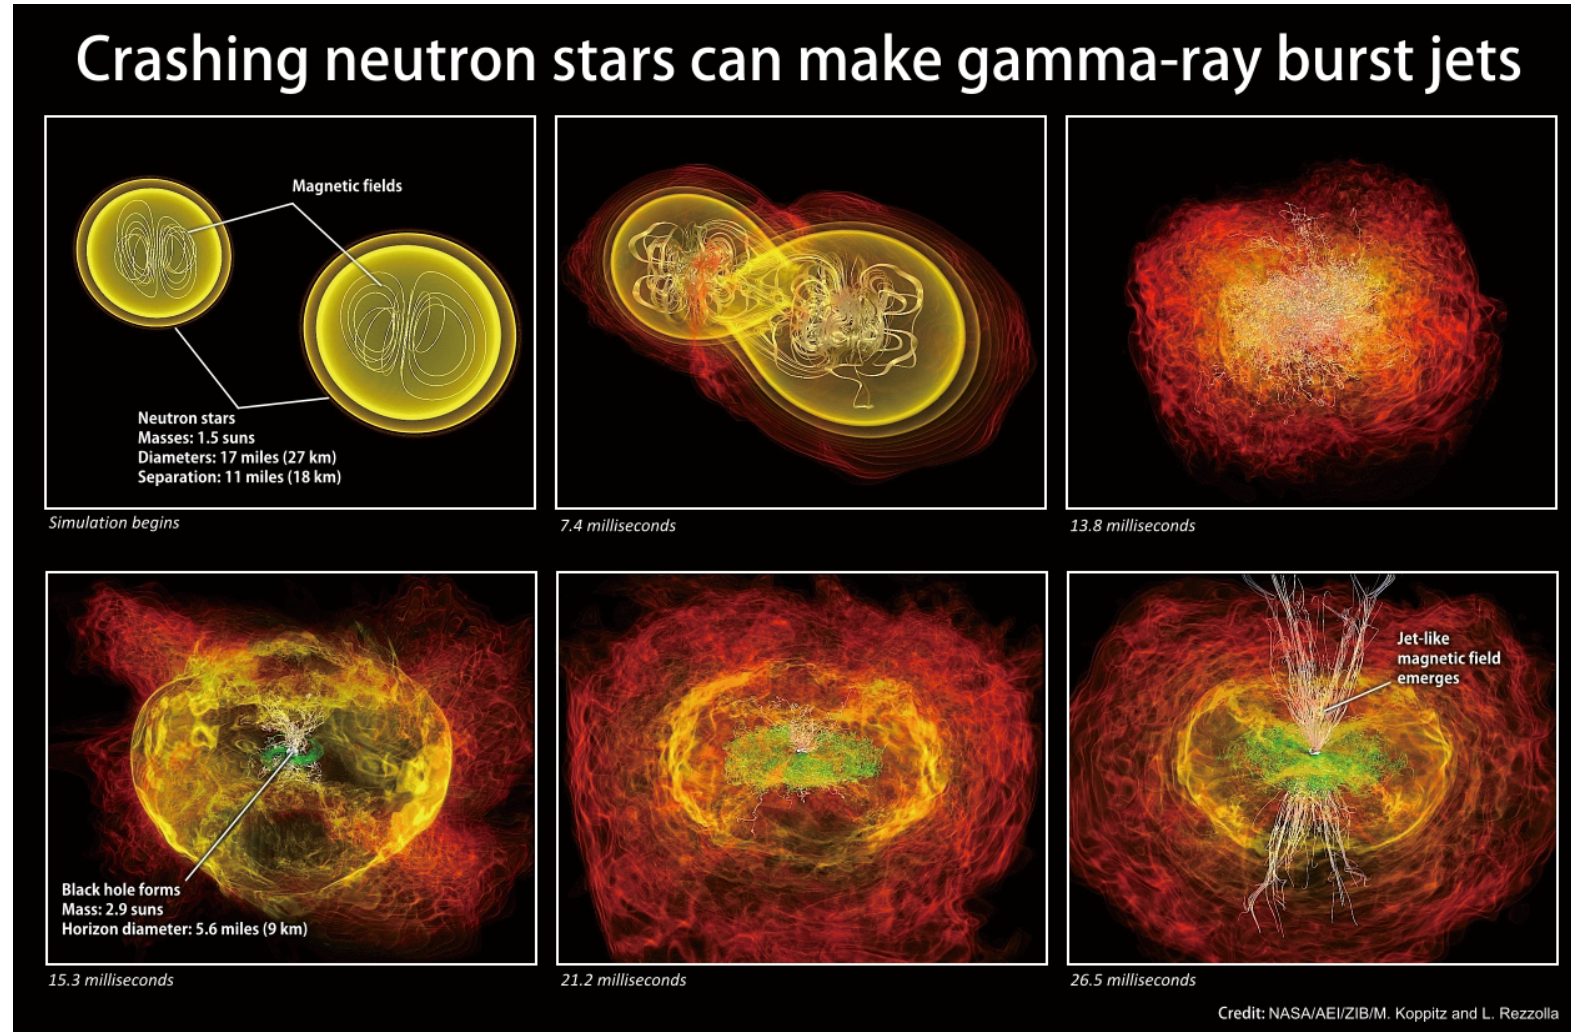 Crashing neutron stars can make gamma-ray burst jets
Magnetic fields
Neutron stars
Masses: 1.5 suns
Diameters: 17 miles (27 km)
Separation: 11 miles (18 km)
Simulation begins
7.4 milliseconds
13.8 milliseconds
Black hole forms
Mass: 2.9 suns
Horizon diameter: 5.6 miles (9 km)
15.3 milliseconds
21.2 milliseconds
Jet-like
magnetic field
emerges
26.5 milliseconds
Credit: NASA/AEI/ZIB/M. Koppitz and L. Rezzolla